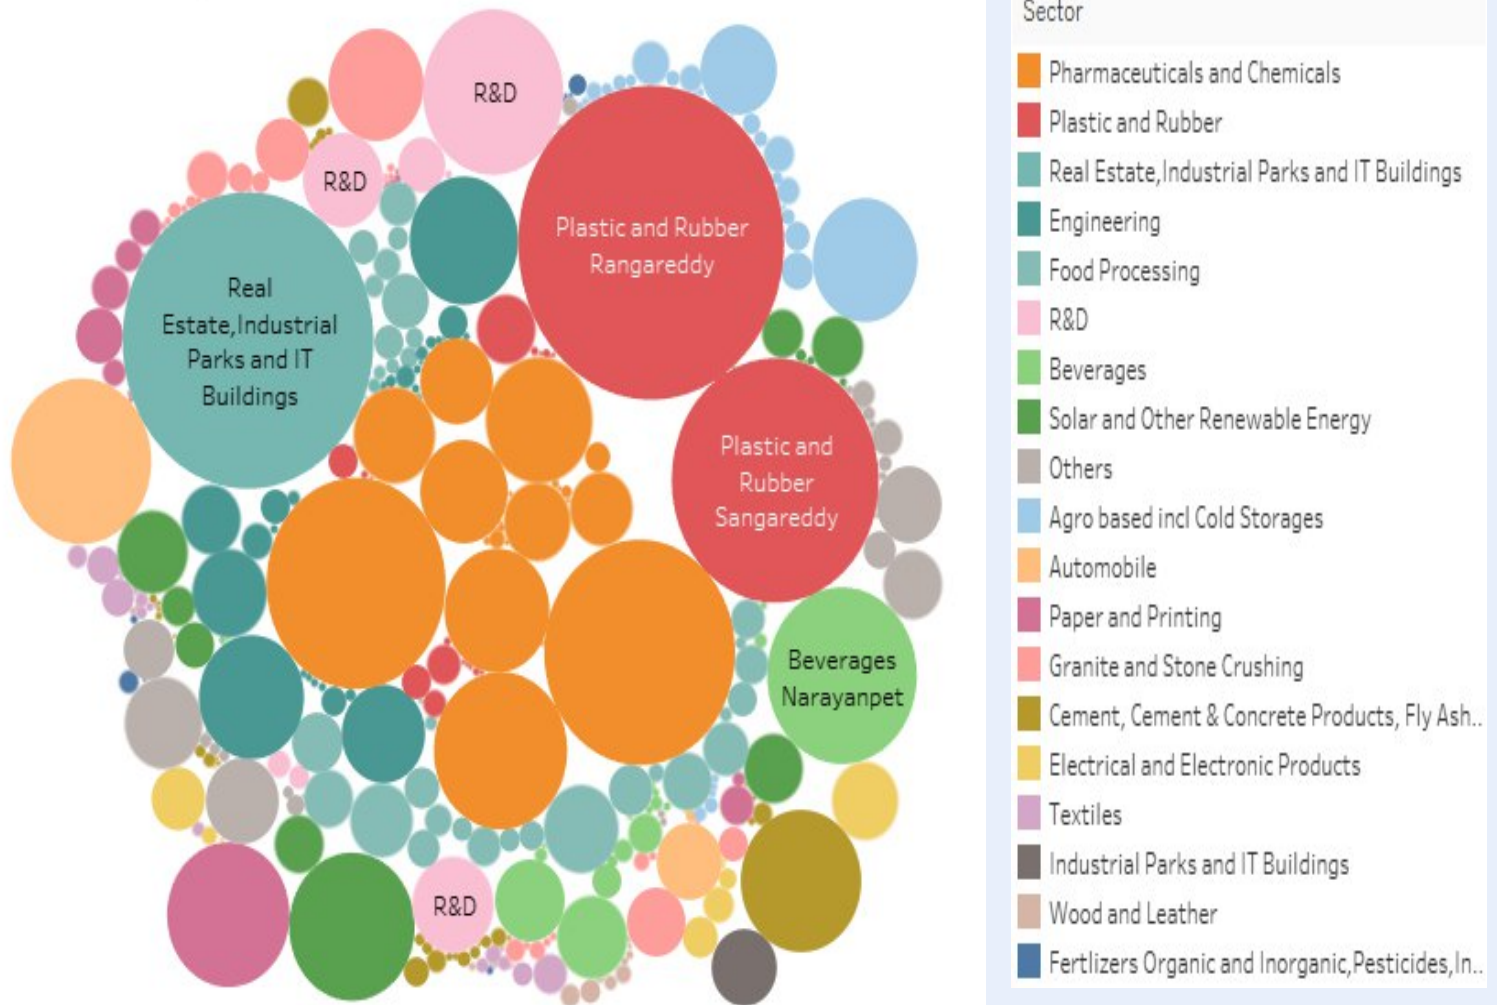 R&D
R&D
Plastic and Rubber
Rangareddy
Real
Estate,Industrial
Parks and IT
Buildings
Plastic and
Rubber
Sangareddy
Beverages
Narayanpet
R&D
Sector
Pharmaceuticals and Chemicals
Plastic and Rubber
Real Estate,Industrial Parks and IT Buildings
Engineering
Food Processing
R&D
Beverages
Solar and Other Renewable Energy
Others
Agro based incl Cold Storages
Automobile
Paper and Printing
Granite and Stone Crushing
Cement, Cement & Concrete Products, Fly Ash..
Electrical and Electronic Products
Textiles
Industrial Parks and IT Buildings
Wood and Leather
Fertlizers Organic and Inorganic,Pesticides,In..